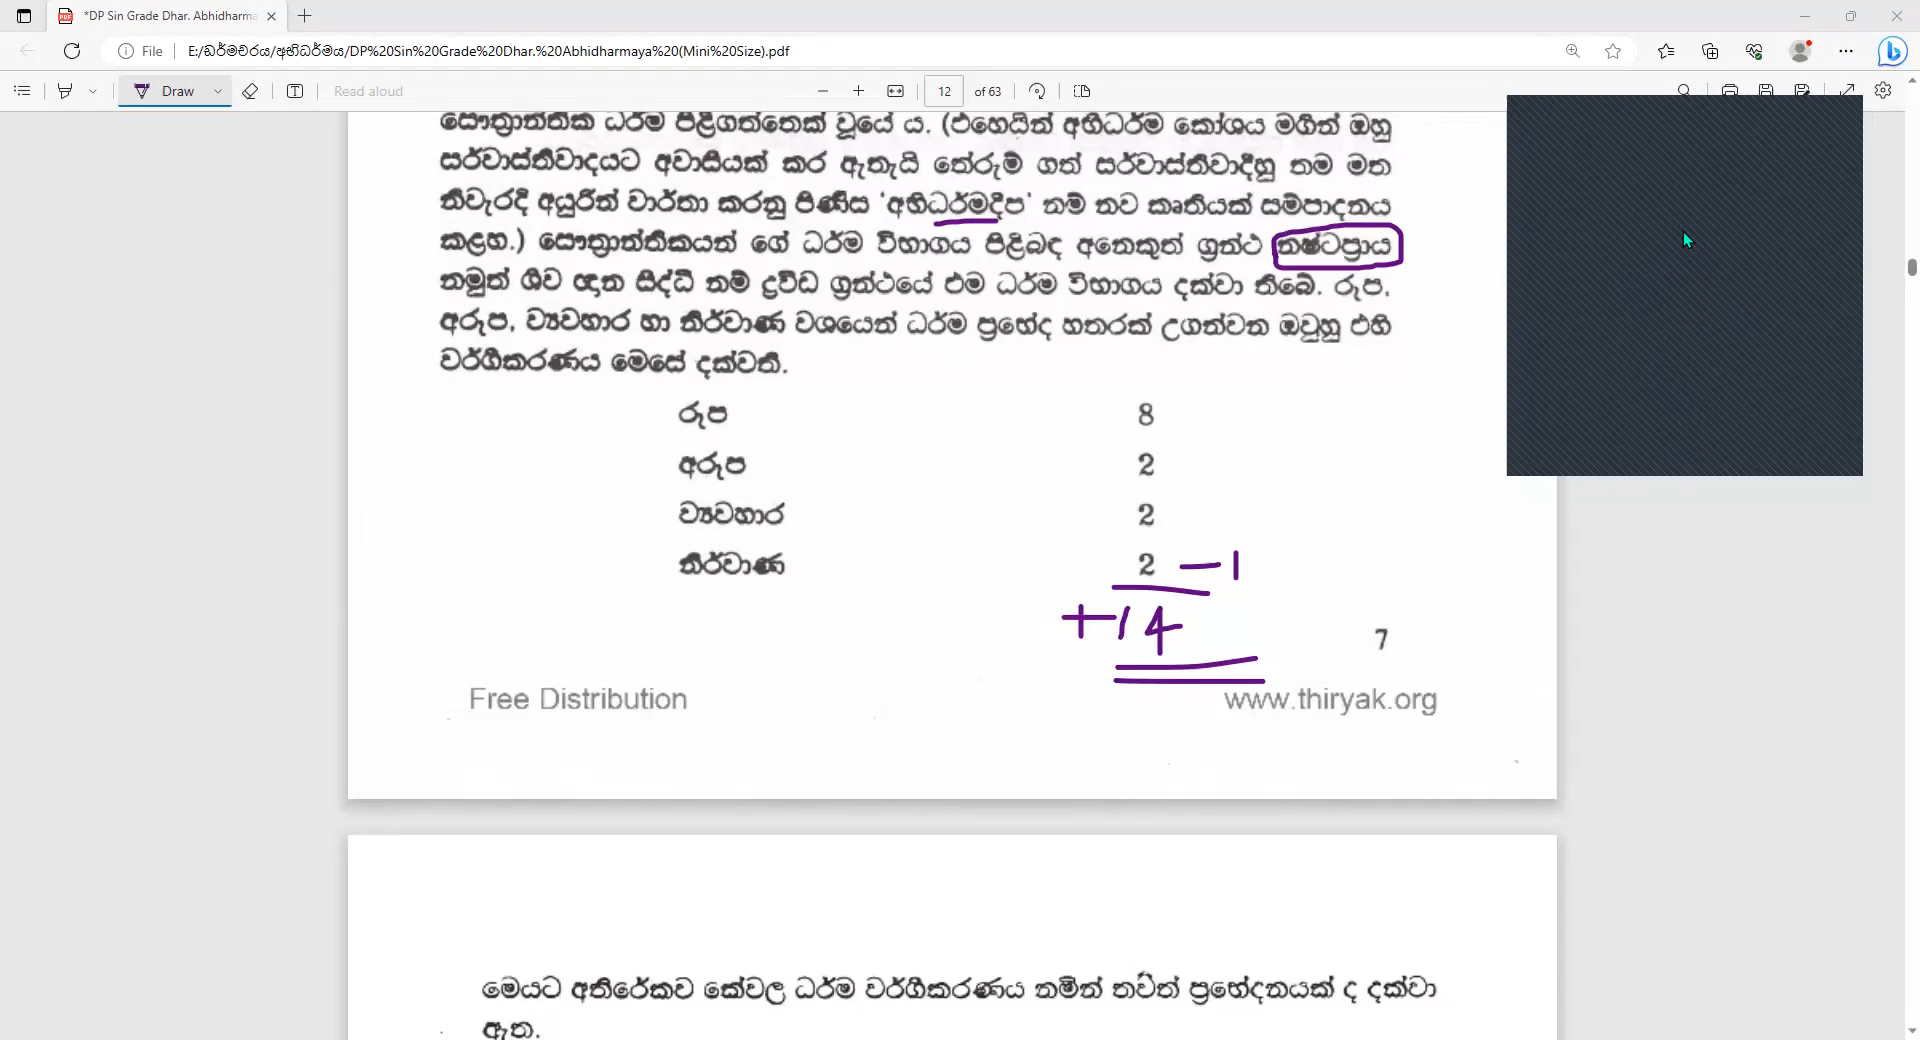 *DP Sin Grade Dhar. Abhidharma
File E:/ඩර්මචරය/අභිධර්මය/DP%20Sin%20Grade%20Dhar.%20Abhidharmaya%20(Mini%20Size).pdf
Draw Read aloud 12 of 63
සෞත්‍රාන්තික ධර්ම පිළිගත්තෙක් වූයේ ය. (එහෙයින් අභිධර්ම කෝශය මගින් ඔහු
සර්වාස්තිවාදයට අවාසියක් කර ඇතැයි තේරුම් ගත් සර්වාස්තිවාදීහු තම මත
නිවැරදි අයුරින් වාර්තා කරනු පිණිස 'අභිධර්මදීප' නම් නව කෘතියක් සම්පාදනය
කළහ.) සෞත්‍රාන්තිකයන් ගේ ධර්ම විභාගය පිළිබඳ අනෙකුත් ග්‍රන්ථ නෂ්ටප්‍රාය
නමුත් ශිව ඥාන සිද්ධි නම් ද්‍රවිඩ ග්‍රන්ථයේ එම ධර්ම විභාගය දක්වා තිබේ. රූප,
අරූප, ව්‍යවහාර හා නිර්වාණ වශයෙන් ධර්ම ප්‍රභේද හතරක් උගන්වන ඔවුහු එහි
වර්ගීකරණය මෙසේ දක්වති.
රූප 8
අරූප 2
ව්‍යවහාර 2
නිර්වාණ 2 —1
+14
7
Free Distribution www.thiryak.org
මෙයට අතිරේකව කේවල ධර්ම වර්ගීකරණය නමින් තවත් ප්‍රභේදනයක් ද දක්වා
ඇත.